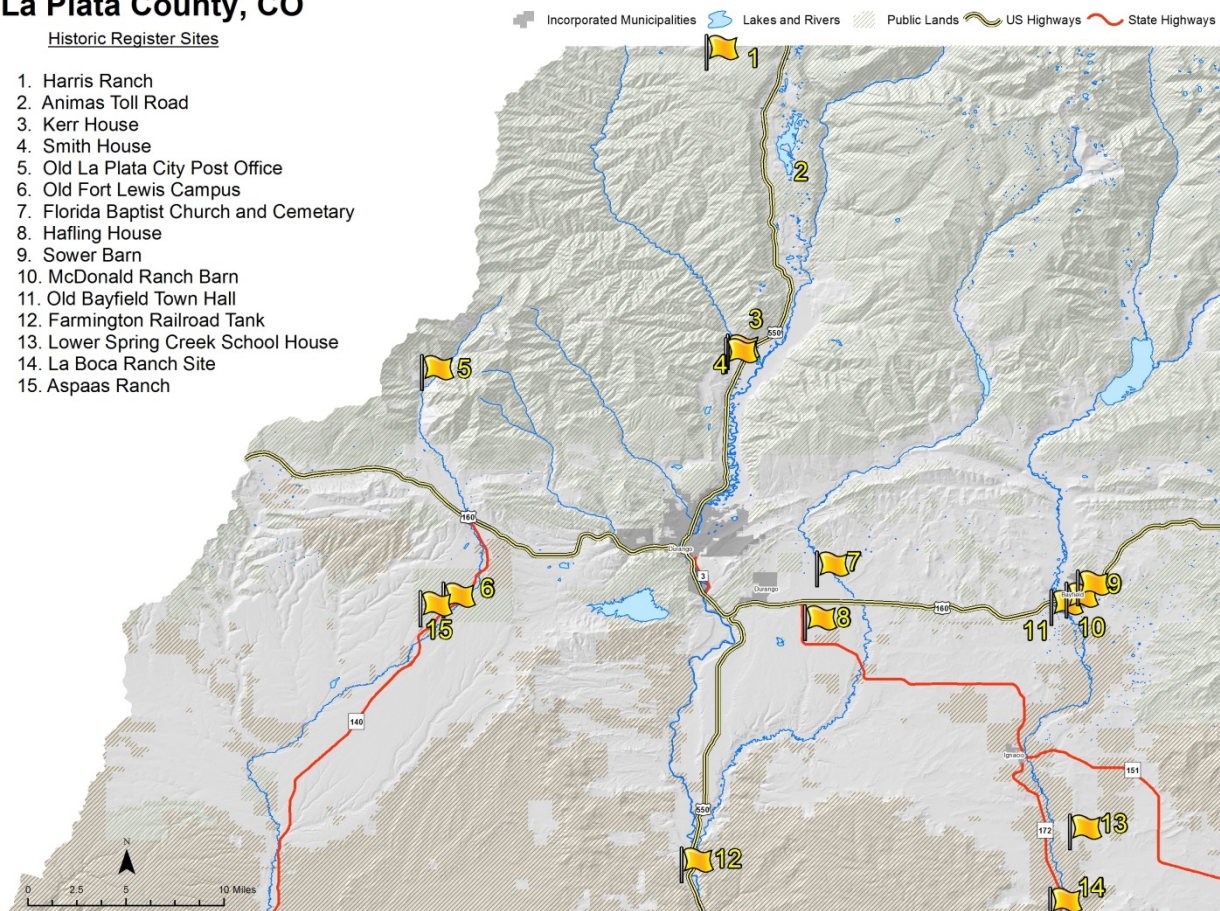 La Plata County, CO
Incorporated Municipalities Lakes and Rivers Public Lands US Highways State Highways
Historic Register Sites
1. Harris Ranch
2. Animas Toll Road
3. Kerr House
4. Smith House
5. Old La Plata City Post Office
6. Old Fort Lewis Campus
7. Florida Baptist Church and Cemetary
8. Hafling House
9. Sower Barn
10. McDonald Ranch Barn
11. Old Bayfield Town Hall
12. Farmington Railroad Tank
13. Lower Spring Creek School House
14. La Boca Ranch Site
15. Aspaas Ranch
1
2
3
550
4
5
160
Durango
7
3
Durango
6
9
Bayfield
15
8
160
11
10
140
Ignacio
151
550
13
172
12
14
N
0 2.5 5 10 Miles